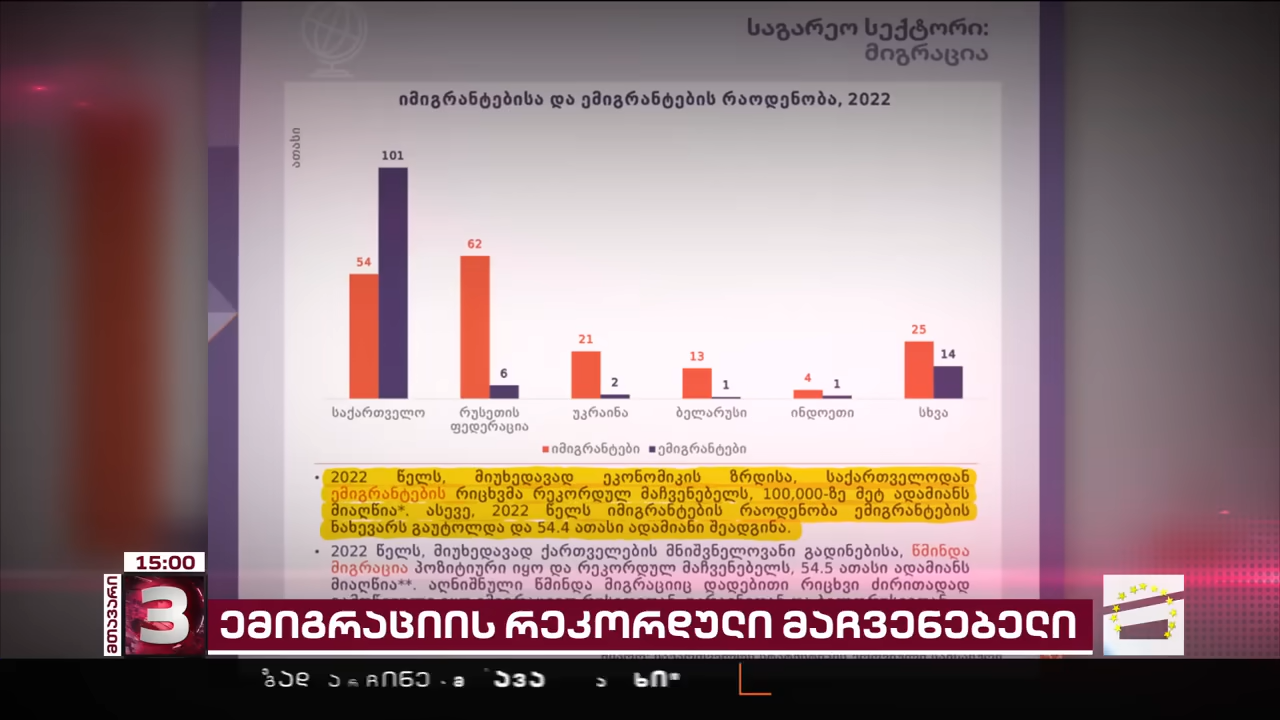 საგარეო სექტორი:
მიგრაცია
იმიგრანტებისა და ემიგრანტების რაოდენობა, 2022
ათასი
101
54
62
6
21
2
13
1
4
1
25
14
საქართველო
რუსეთის ფედერაცია
უკრაინა
ბელარუსი
ინდოეთი
სხვა
იმიგრანტები ემიგრანტები
• 2022 წელს, მიუხედავად ეკონომიკის ზრდისა, საქართველოდან
ემიგრანტების რიცხვმა რეკორდულ მაჩვენებელს, 100,000-ზე მეტ ადამიანს
მიაღწია*. ასევე, 2022 წელს იმიგრანტების რაოდენობა ემიგრანტების
ნახევარს გაუტოლდა და 54.4 ათასი ადამიანი შეადგინა.
• 2022 წელს, მიუხედავად ქართველების მნიშვნელოვანი გადინებისა, წმინდა
მიგრაცია პოზიტიური იყო და რეკორდულ მაჩვენებელს, 54.5 ათასი ადამიანს
მიაღწია**. აღნიშნული წმინდა მიგრაციის დადებითი რიცხვი ძირითადად
15:00
მთავარი
3
ემიგრაციის რეკორდული მაჩვენებელი